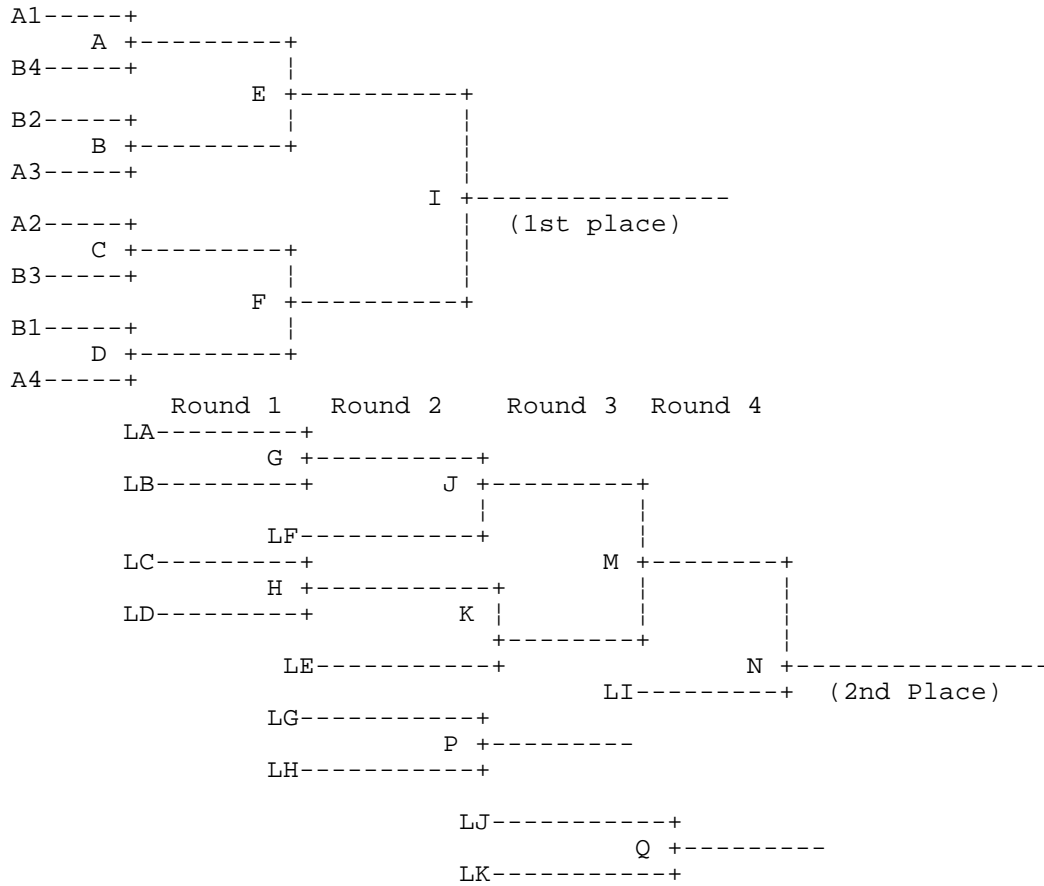 A1-----+
A +---------+
B4-----+ ¦
E +----------+
B2-----+ ¦ ¦
B +---------+ ¦
A3-----+ ¦
I +----------------
A2-----+ ¦ (1st place)
C +---------+ ¦
B3-----+ ¦ ¦
F +----------+
B1-----+ ¦
D +---------+
A4-----+
Round 1 Round 2 Round 3 Round 4
LA---------+
G +----------+
LB---------+ J +---------+
¦ ¦
LF-----------+ ¦
LC---------+ M +--------+
H +-----------+ ¦ ¦
LD---------+ K ¦ ¦ ¦
+--------+ ¦
LE-----------+ N +----------------
LI---------+ (2nd Place)
LG-----------+
P +---------
LH-----------+
LJ-----------+
Q +---------
LK-----------+